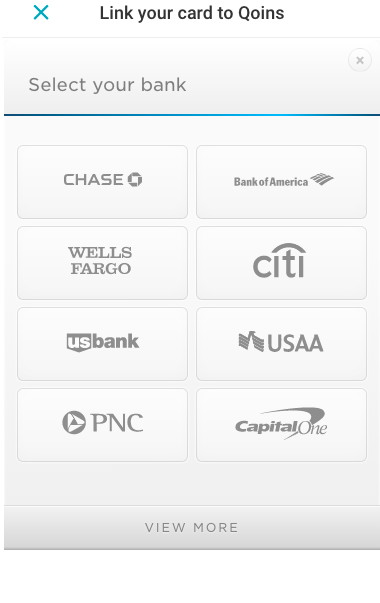 Link your card to Qoins
Select your bank
CHASE
Bank of America
WELLS
FARGO
citi
usbank
USAA
PNC
Capital One
VIEW MORE